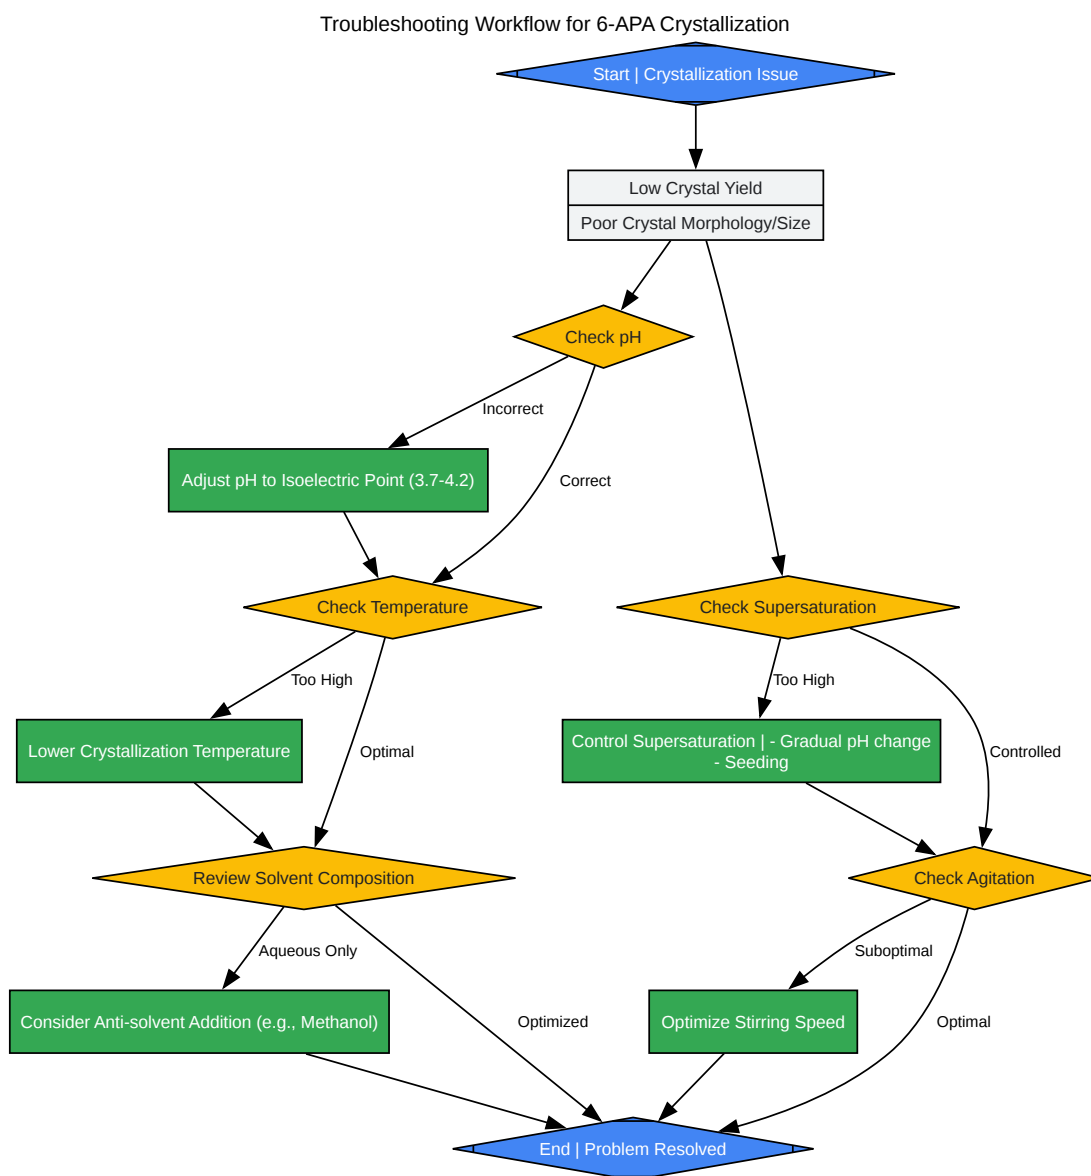 Troubleshooting Workflow for 6-APA Crystallization
Start | Crystallization Issue
Low Crystal Yield
Poor Crystal Morphology/Size
Check pH
Incorrect
Adjust pH to Isoelectric Point (3.7-4.2)
Correct
Check Temperature
Check Supersaturation
Too High
Too High
Lower Crystallization Temperature
Optimal
Control Supersaturation | - Gradual pH change
- Seeding
Controlled
Review Solvent Composition
Check Agitation
Aqueous Only
Suboptimal
Consider Anti-solvent Addition (e.g., Methanol)
Optimized
Optimize Stirring Speed
Optimal
End | Problem Resolved